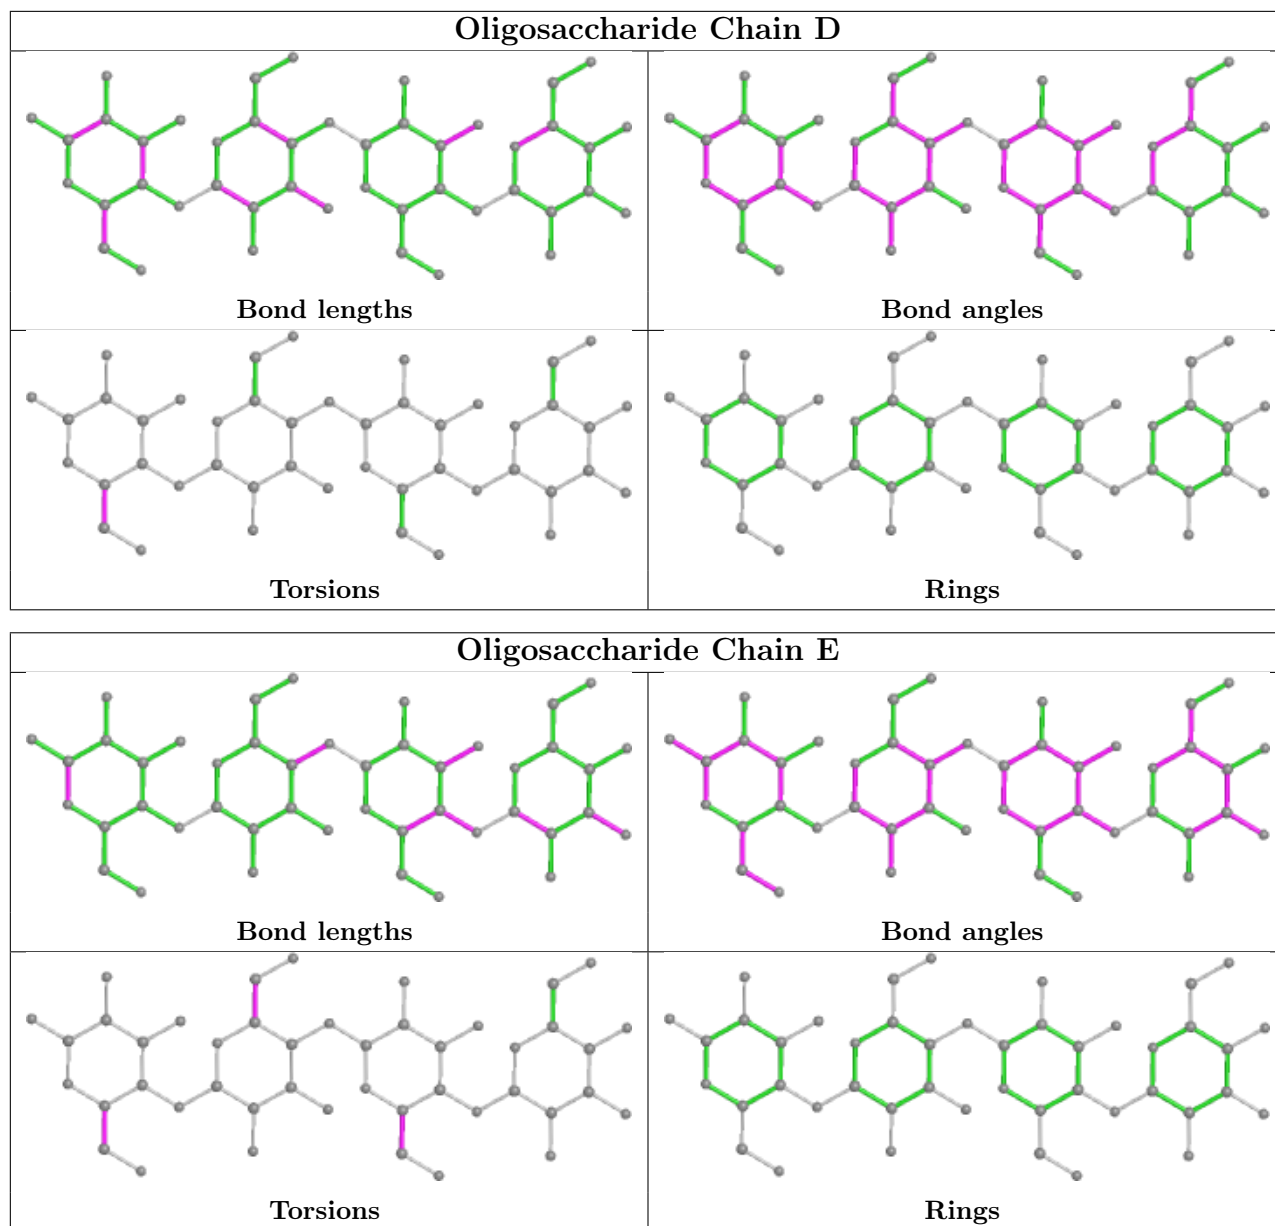 Oligosaccharide Chain D
Bond lengths
Bond angles
Torsions
Rings
Oligosaccharide Chain E
Bond lengths
Bond angles
Torsions
Rings